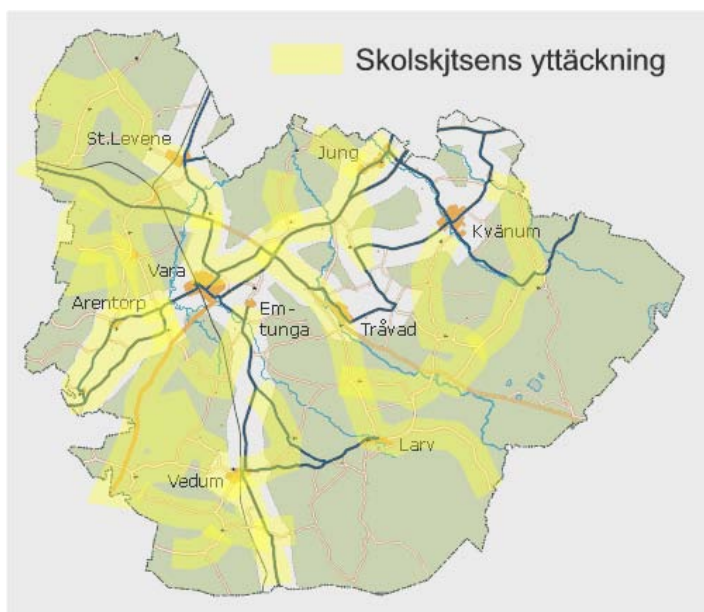 Skolskjtsens yttäckning
St.Levene
Jung
Kvänum
Vara
Arentorp
Em-
tunga
Tråvad
Larv
Vedum